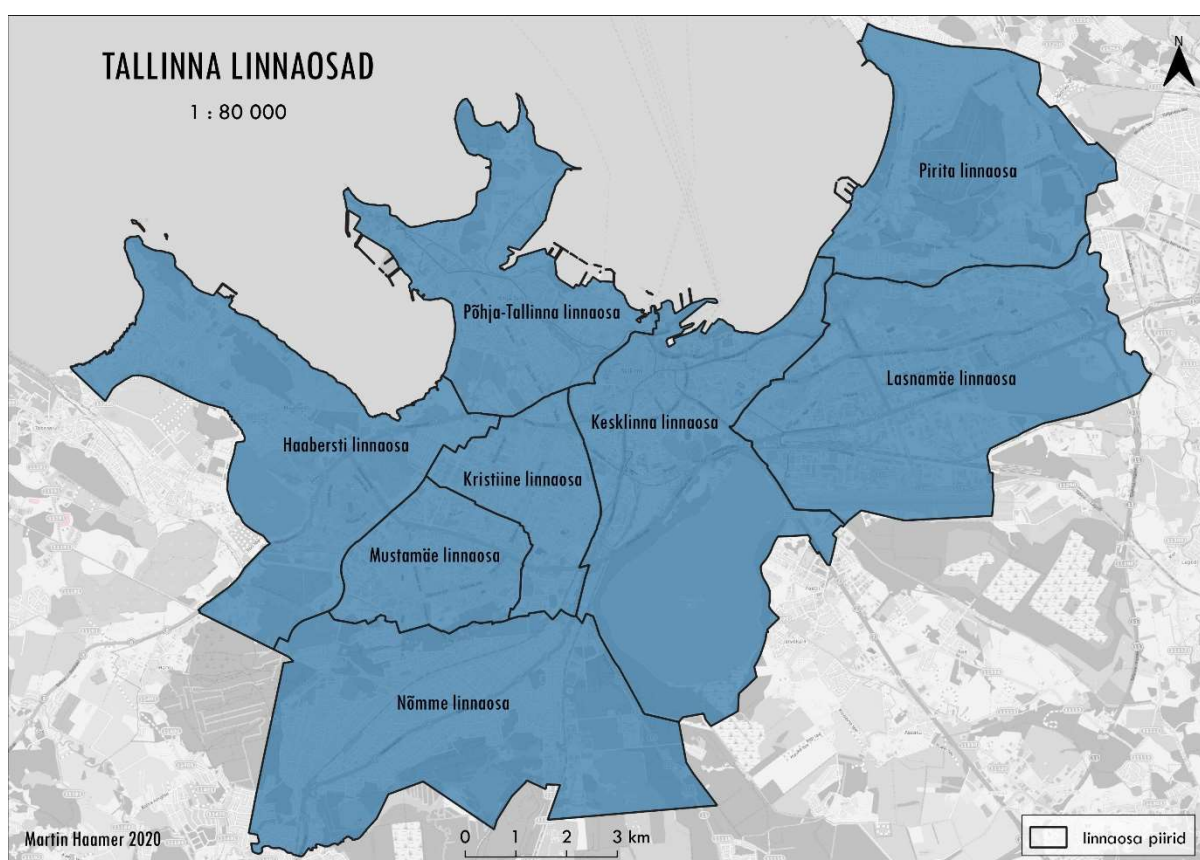 TALLINNA LINNAOSAD
1 : 80 000
N
Pirita linnaosa
Põhja-Tallinna linnaosa
Lasnamäe linnaosa
Kesklinna linnaosa
Haabersti linnaosa
Kristiine linnaosa
Mustamäe linnaosa
Nõmme linnaosa
Martin Haamer 2020
0 1 2 3 km
linnaosa piirid